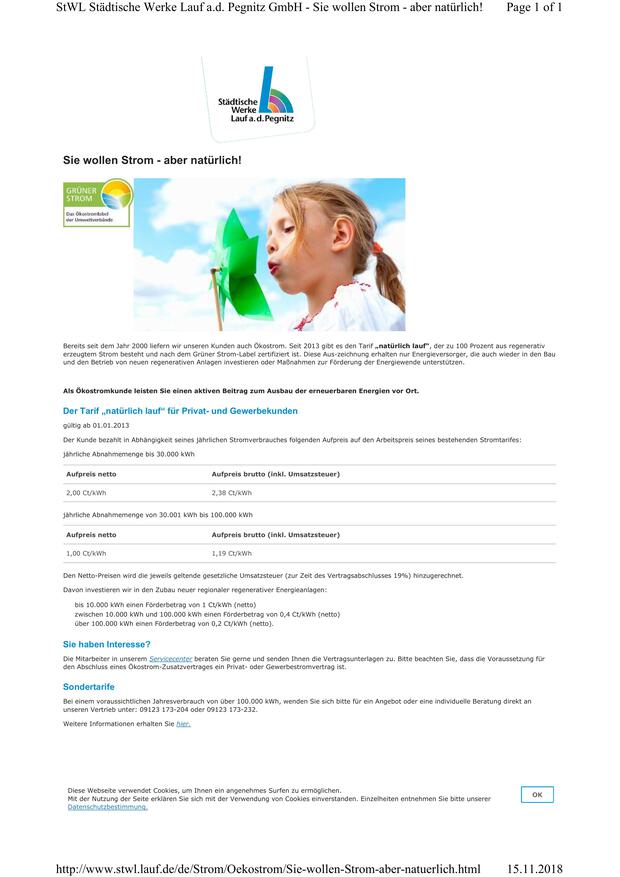 StWL Städtische Werke Lauf a.d. Pegnitz GmbH - Sie wollen Strom - aber natürlich! Page 1 of 1
Städtische
Werke
Lauf a.d.Pegnitz
Sie wollen Strom - aber natürlich!
GRÜNER
STROM
Das Ökostromlabel
der Umweltverbände
Bereits seit dem Jahr 2000 liefern wir unseren Kunden auch Ökostrom. Seit 2013 gibt es den Tarif „natürlich lauf", der zu 100 Prozent aus regenerativ
erzeugtem Strom besteht und nach dem Grüner Strom-Label zertifiziert ist. Diese Aus-zeichnung erhalten nur Energieversorger, die auch wieder in den Bau
und den Betrieb von neuen regenerativen Anlagen investieren oder Maßnahmen zur Förderung der Energiewende unterstützen.
Als Ökostromkunde leisten Sie einen aktiven Beitrag zum Ausbau der erneuerbaren Energien vor Ort.
Der Tarif „natürlich lauf" für Privat- und Gewerbekunden
gültig ab 01.01.2013
Der Kunde bezahlt in Abhängigkeit seines jährlichen Stromverbrauches folgenden Aufpreis auf den Arbeitspreis seines bestehenden Stromtarifes:
jährliche Abnahmemenge bis 30.000 kWh
Aufpreis netto Aufpreis brutto (inkl. Umsatzsteuer)
2,00 Ct/kWh 2,38 Ct/kWh
jährliche Abnahmemenge von 30.001 kWh bis 100.000 kWh
Aufpreis netto Aufpreis brutto (inkl. Umsatzsteuer)
1,00 Ct/kWh 1,19 Ct/kWh
Den Netto-Preisen wird die jeweils geltende gesetzliche Umsatzsteuer (zur Zeit des Vertragsabschlusses 19%) hinzugerechnet.
Davon investieren wir in den Zubau neuer regionaler regenerativer Energieanlagen:
bis 10.000 kWh einen Förderbetrag von 1 Ct/kWh (netto)
zwischen 10.000 kWh und 100.000 kWh einen Förderbetrag von 0,4 Ct/kWh (netto)
über 100.000 kWh einen Förderbetrag von 0,2 Ct/kWh (netto).
Sie haben Interesse?
Die Mitarbeiter in unserem Servicecenter beraten Sie gerne und senden Ihnen die Vertragsunterlagen zu. Bitte beachten Sie, dass die Voraussetzung für
den Abschluss eines Ökostrom-Zusatzvertrages ein Privat- oder Gewerbestromvertrag ist.
Sondertarife
Bei einem voraussichtlichen Jahresverbrauch von über 100.000 kWh, wenden Sie sich bitte für ein Angebot oder eine individuelle Beratung direkt an
unseren Vertrieb unter: 09123 173-204 oder 09123 173-232.
Weitere Informationen erhalten Sie hier.
Diese Webseite verwendet Cookies, um Ihnen ein angenehmes Surfen zu ermöglichen.
Mit der Nutzung der Seite erklären Sie sich mit der Verwendung von Cookies einverstanden. Einzelheiten entnehmen Sie bitte unserer
Datenschutzbestimmung.
OK
http://www.stwl.lauf.de/de/Strom/Oekostrom/Sie-wollen-Strom-aber-natuerlich.html 15.11.2018